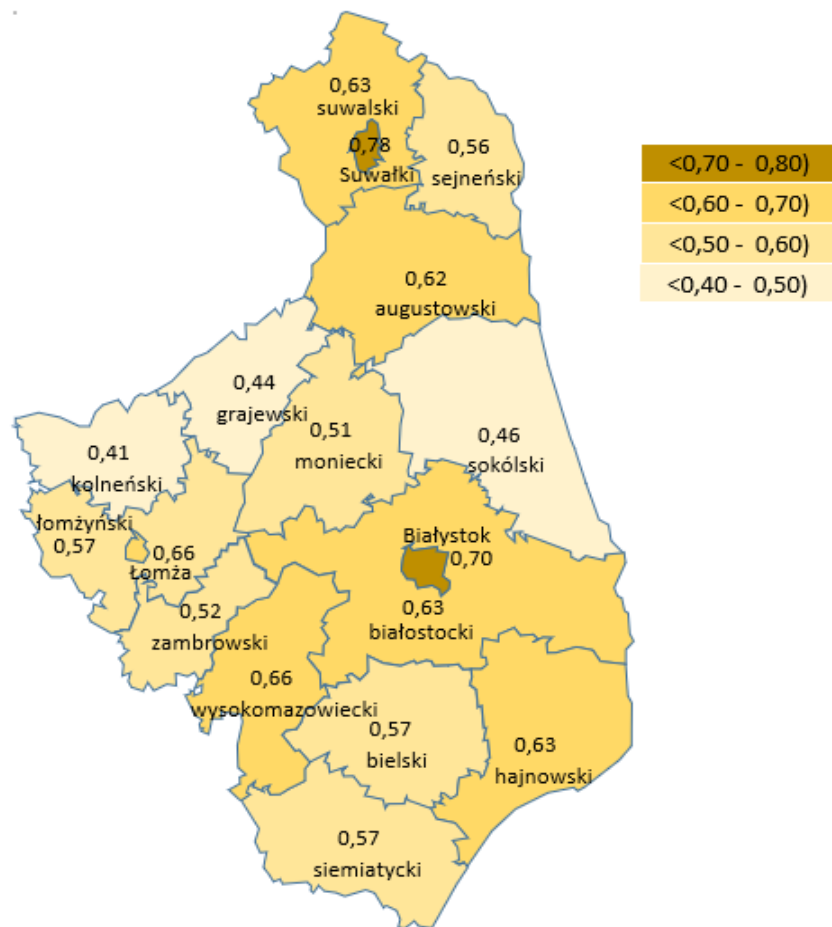 0,63
suwalski
0,78
Suwałki
0,56
sejneński
<0,70 - 0,80)
<0,60 - 0,70)
<0,50 - 0,60)
<0,40 - 0,50)
0,62
augustowski
0,44
grajewski
0,51
moniecki
0,46
sokólski
0,41
kolneński
łomżyński
0,57
0,66
Łomża
Białystok
0,70
0,52
zambrowski
0,63
białostocki
0,66
wysokomazowiecki
0,57
bielski
0,63
hajnowski
0,57
siemiatycki